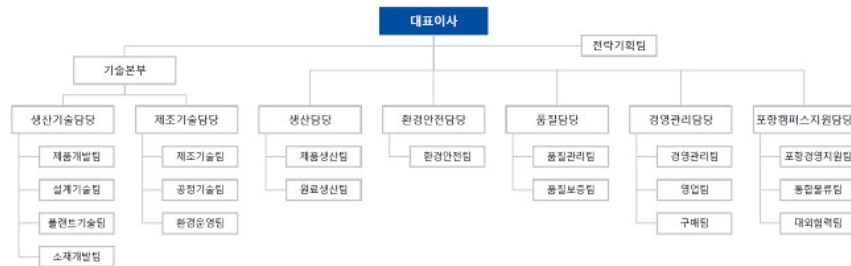 대표이사
전략기획팀
기술본부
생산기술담당
제조기술담당
생산담당
환경안전담당
품질담당
경영관리담당
포항캠퍼스지원담당
제품개발팀
제조기술팀
제품생산팀
환경안전팀
품질관리팀
경영관리팀
포항경영지원팀
설계기술팀
공정기술팀
원료생산팀
품질보증팀
영업팀
통합물류팀
플랜트기술팀
환경운영팀
구매팀
대외협력팀
소재개발팀